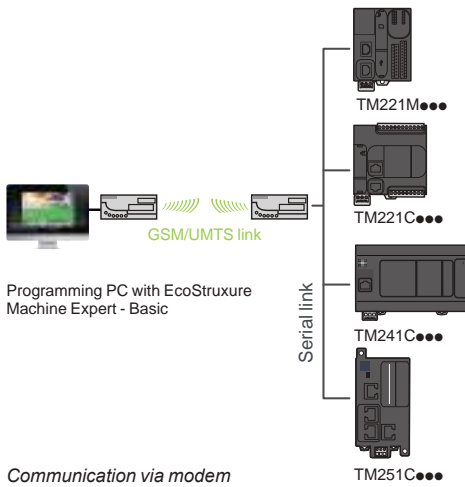 TM221M●●●
TM221C●●●
GSM/UMTS link
Programming PC with EcoStruxure
Machine Expert - Basic
Serial link
TM241C●●●
TM251C●●●
Communication via modem